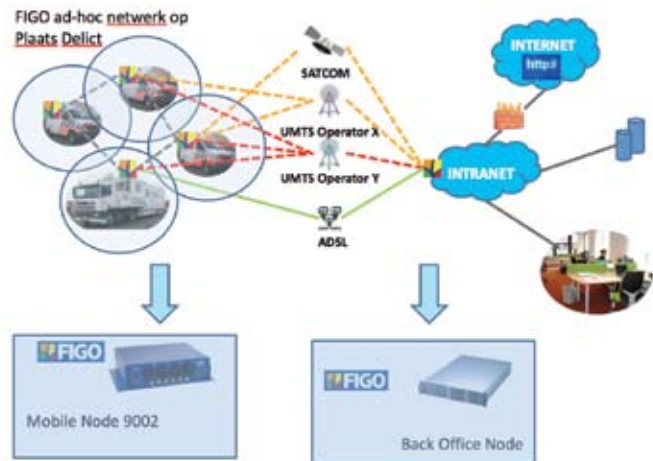 FIGO ad-hoc netwerk op
Plaats Delict
SATCOM
UMTS Operator X
UMTS Operator Y
ADSL
INTERNET
http://
INTRANET
FIGO
Mobile Node 9002
FIGO
Back Office Node